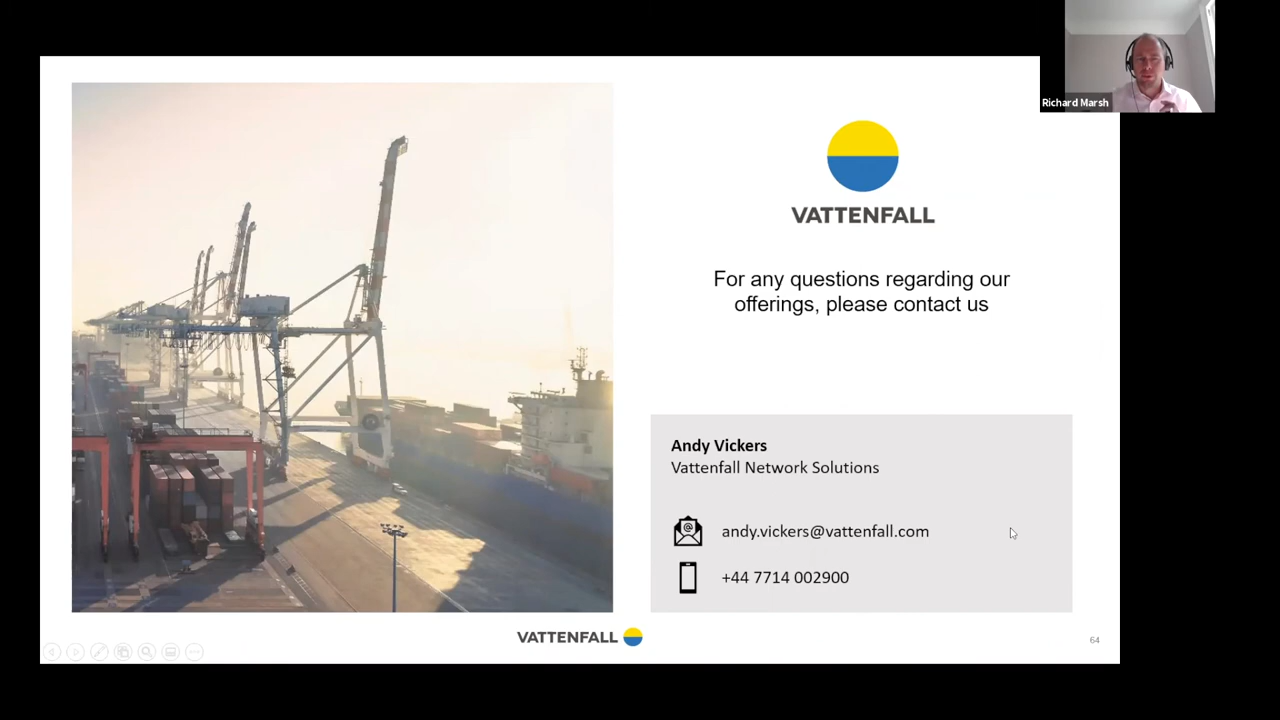 Richard Marsh
VATTENFALL
For any questions regarding our
offerings, please contact us
Andy Vickers
Vattenfall Network Solutions
andy.vickers@vattenfall.com
+44 7714 002900
VATTENFALL
64